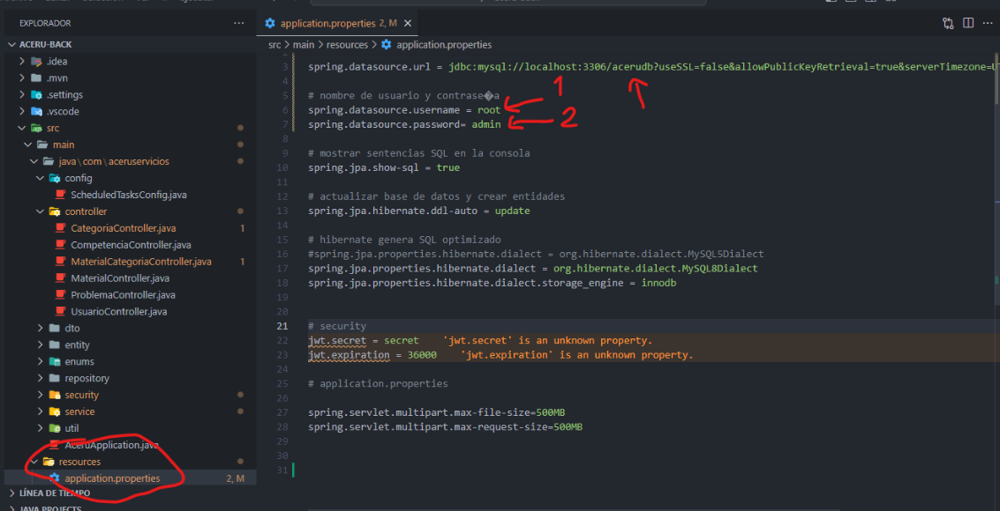 EXPLORADOR
ACERU-BACK
.idea
.mvn
.settings
.vscode
src
main
java\com\aceruservicios
config
ScheduledTasksConfig.java
controller
CategoriaController.java 1
CompetenciaController.java
MaterialCategoriaController.java 1
MaterialController.java
ProblemaController.java
UsuarioController.java
dto
entity
enums
repository
security
service
util
AceruApplication.java
resources
application.properties 2, M
LÍNEA DE TIEMPO
JAVA PROJECTS
application.properties 2, M
src > main > resources > application.properties
3 spring.datasource.url = jdbc:mysql://localhost:3306/acerudb?useSSL=false&allowPublicKeyRetrieval=true&serverTimezone=U
4
1
5 # nombre de usuario y contrase�a
6 spring.datasource.username = root
2
7 spring.datasource.password= admin
8
9 # mostrar sentencias SQL en la consola
10 spring.jpa.show-sql = true
11
12 # actualizar base de datos y crear entidades
13 spring.jpa.hibernate.ddl-auto = update
14
15 # hibernate genera SQL optimizado
16 #spring.jpa.properties.hibernate.dialect = org.hibernate.dialect.MySQL5Dialect
17 spring.jpa.properties.hibernate.dialect = org.hibernate.dialect.MySQL8Dialect
18 spring.jpa.properties.hibernate.dialect.storage_engine = innodb
19
20
21 # security
22 jwt.secret = secret 'jwt.secret' is an unknown property.
23 jwt.expiration = 36000 'jwt.expiration' is an unknown property.
24
25 # application.properties
26
27 spring.servlet.multipart.max-file-size=500MB
28 spring.servlet.multipart.max-request-size=500MB
29
30
31